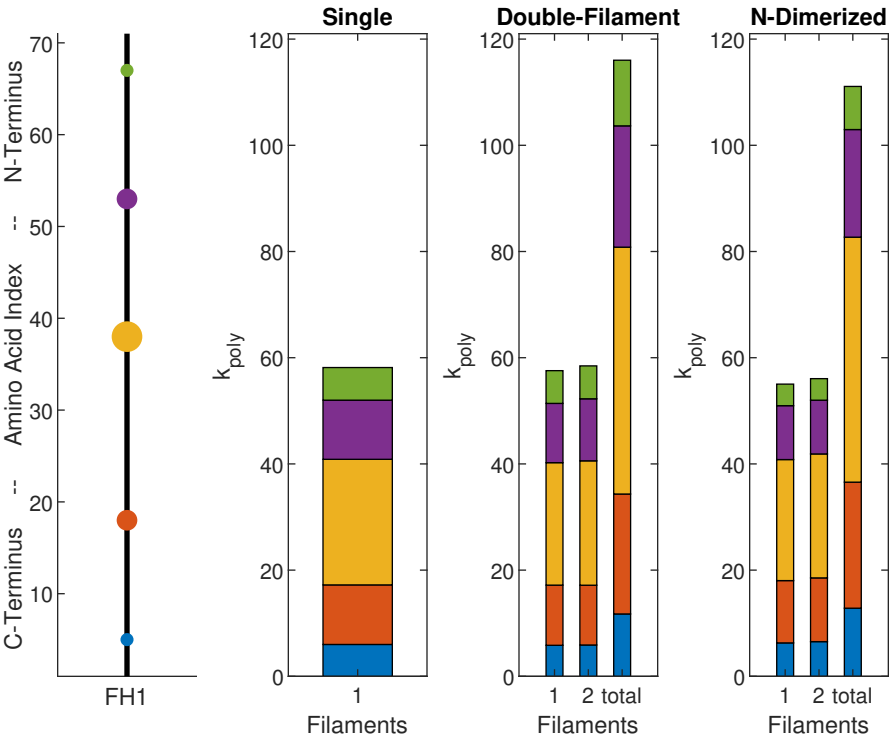 Single
Double-Filament
N-Dimerized
C-Terminus -- Amino Acid Index -- N-Terminus
70
60
50
40
30
20
10
FH1
k_poly
120
100
80
60
40
20
0
1
Filaments
k_poly
120
100
80
60
40
20
0
1 2 total
Filaments
k_poly
120
100
80
60
40
20
0
1 2 total
Filaments